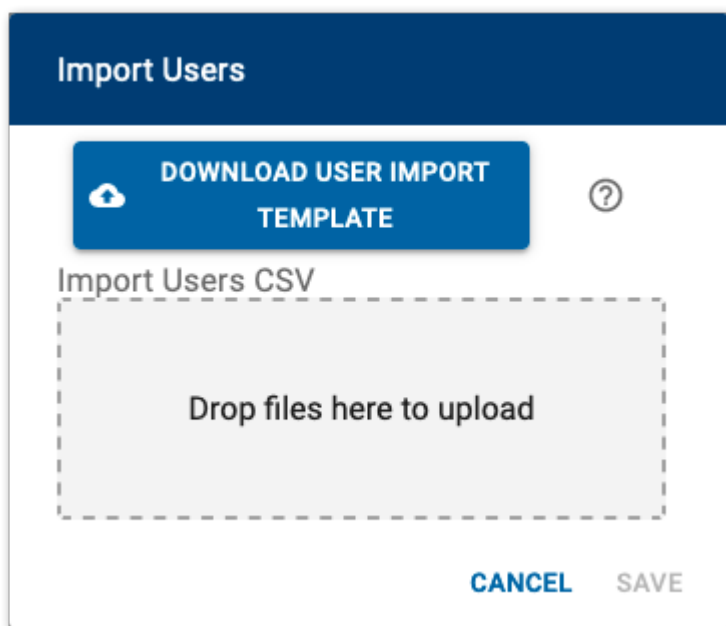 Import Users
DOWNLOAD USER IMPORT
TEMPLATE
Import Users CSV
Drop files here to upload
CANCEL SAVE